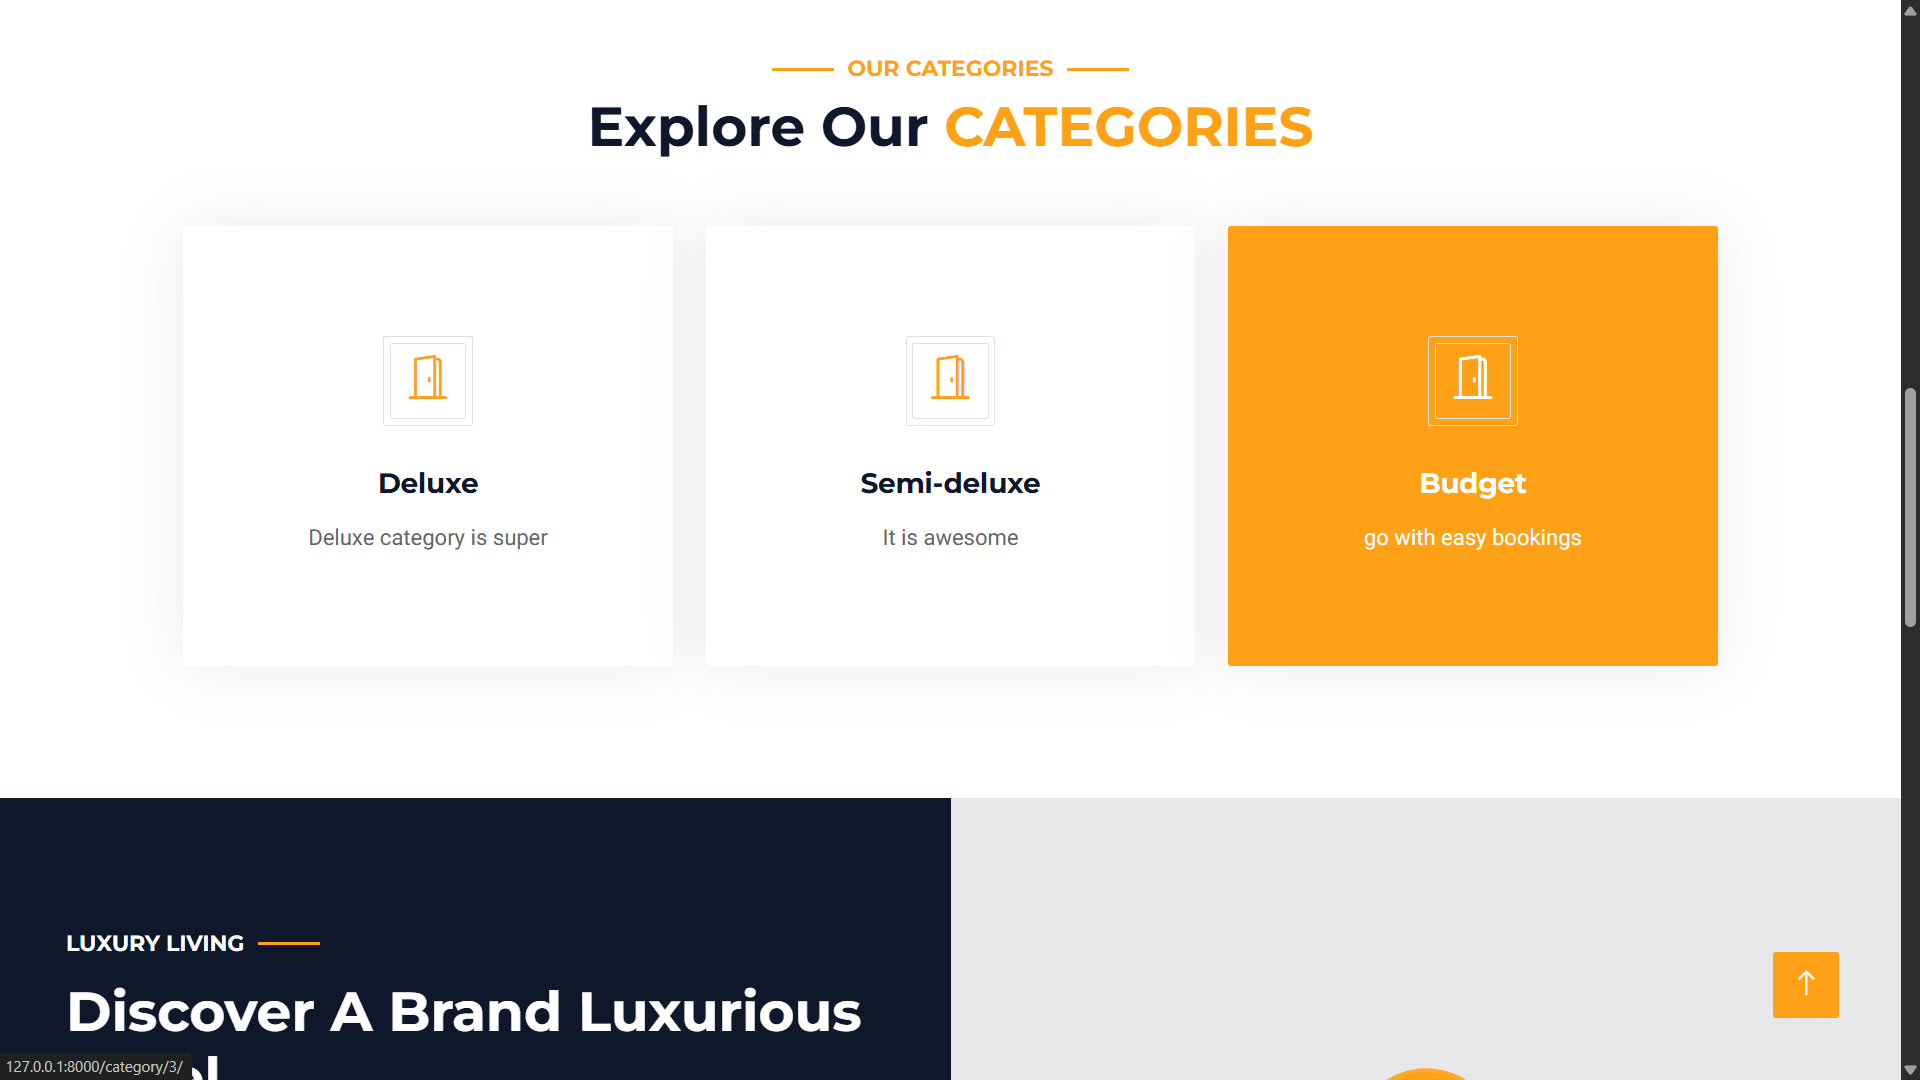 OUR CATEGORIES
Explore Our CATEGORIES
Deluxe
Deluxe category is super
Semi-deluxe
It is awesome
Budget
go with easy bookings
LUXURY LIVING
Discover A Brand Luxurious
127.0.0.1:8000/category/3/